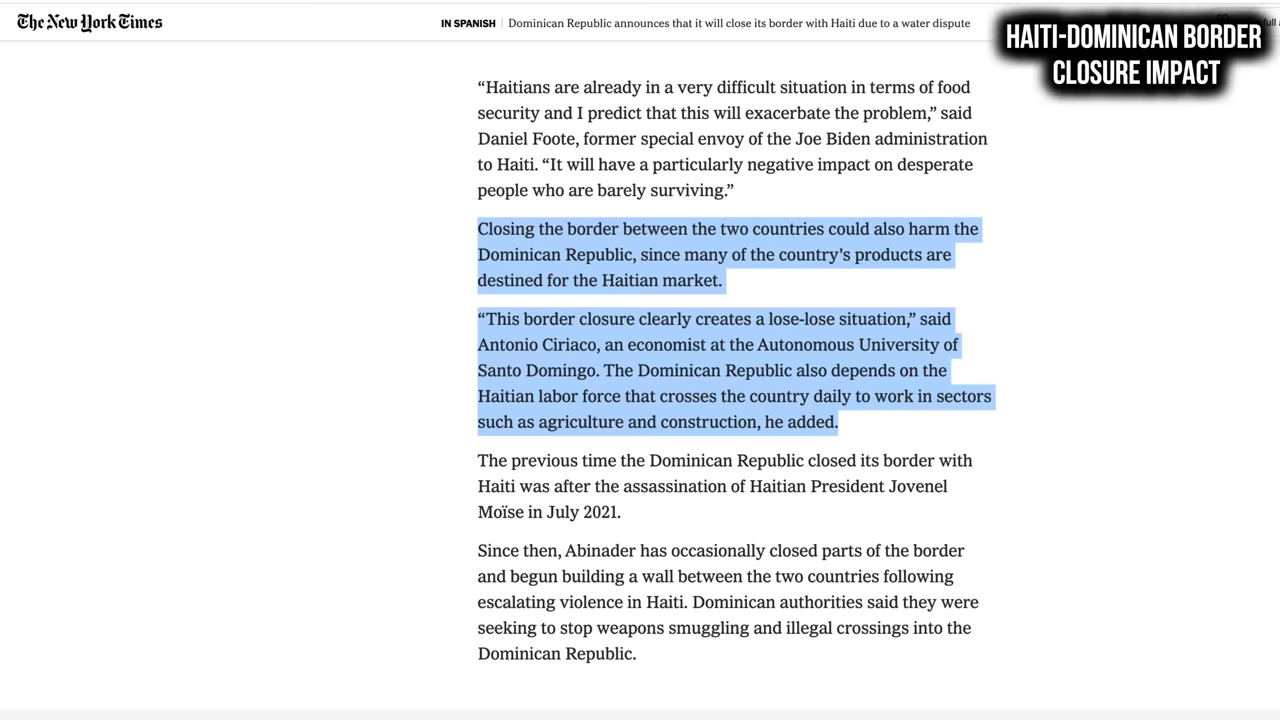 The New York Times
IN SPANISH | Dominican Republic announces that it will close its border with Haiti due to a water dispute
HAITI-DOMINICAN BORDER
CLOSURE IMPACT
“Haitians are already in a very difficult situation in terms of food
security and I predict that this will exacerbate the problem,” said
Daniel Foote, former special envoy of the Joe Biden administration
to Haiti. “It will have a particularly negative impact on desperate
people who are barely surviving.”
Closing the border between the two countries could also harm the
Dominican Republic, since many of the country's products are
destined for the Haitian market.
“This border closure clearly creates a lose-lose situation,” said
Antonio Ciriaco, an economist at the Autonomous University of
Santo Domingo. The Dominican Republic also depends on the
Haitian labor force that crosses the country daily to work in sectors
such as agriculture and construction, he added.
The previous time the Dominican Republic closed its border with
Haiti was after the assassination of Haitian President Jovenel
Moïse in July 2021.
Since then, Abinader has occasionally closed parts of the border
and begun building a wall between the two countries following
escalating violence in Haiti. Dominican authorities said they were
seeking to stop weapons smuggling and illegal crossings into the
Dominican Republic.